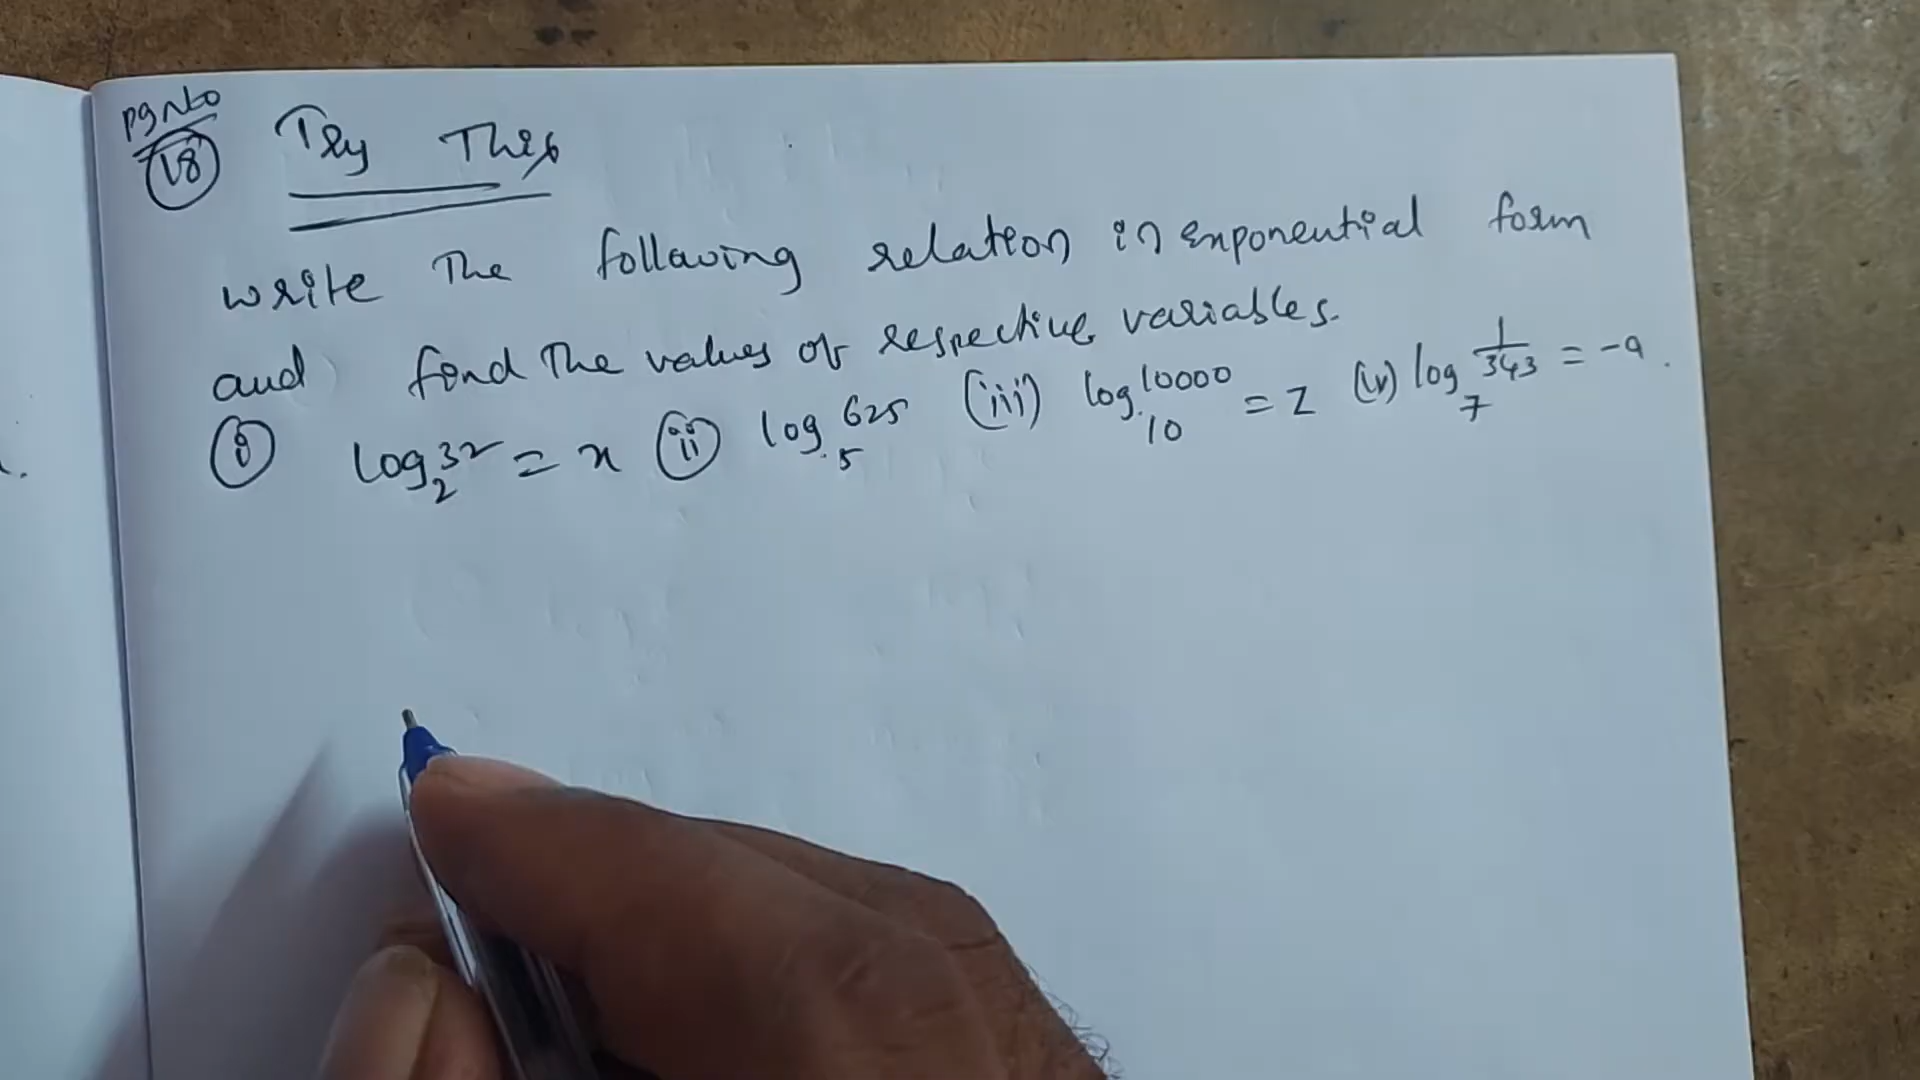 pg no
18 Try This
write The following relation in exponential form
and find The values of respective variables.
(i) log₂32 = x (ii) log₅625 (iii) log₁₀10000 = z (iv) log₇ 1/343 = -a.